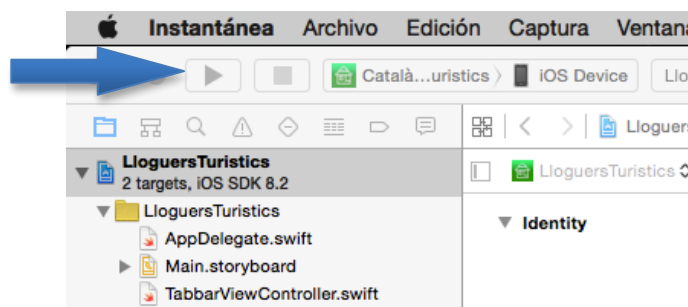 Instantánea Archivo Edición Captura Ventana
Català...uristics iOS Device Llo
LloguersTuristics
2 targets, iOS SDK 8.2
LloguersTuristics
AppDelegate.swift
Main.storyboard
TabbarViewController.swift
Lloguers
LloguersTuristics
Identity